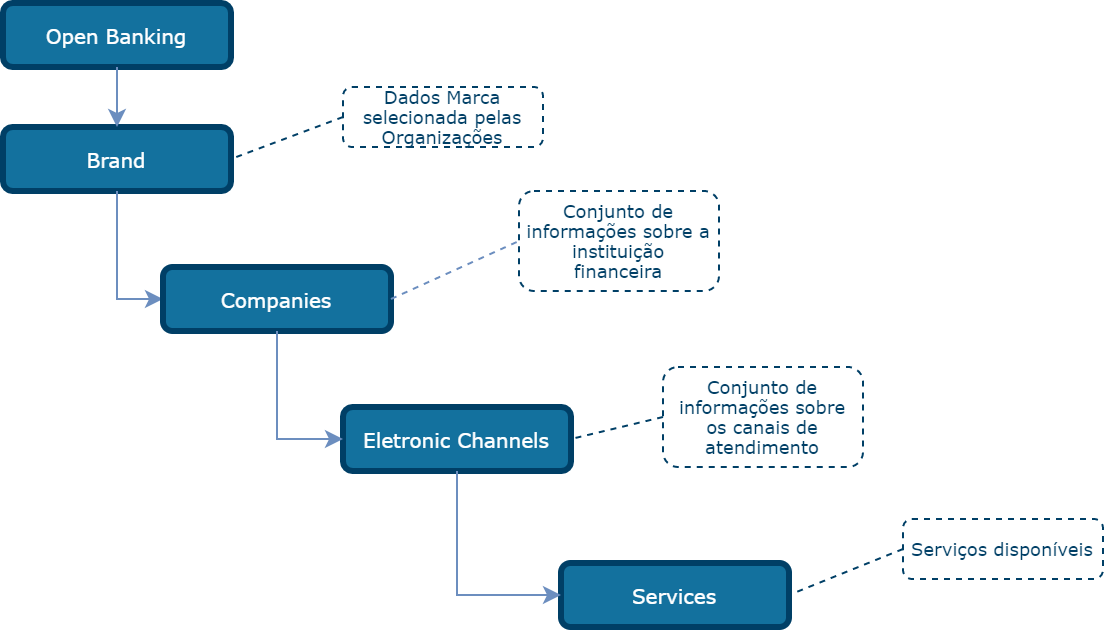 Open Banking
Dados Marca
selecionada pelas
Organizações
Brand
Conjunto de
informações sobre a
instituição
financeira
Companies
Conjunto de
informações sobre
os canais de
atendimento
Eletronic Channels
Serviços disponíveis
Services